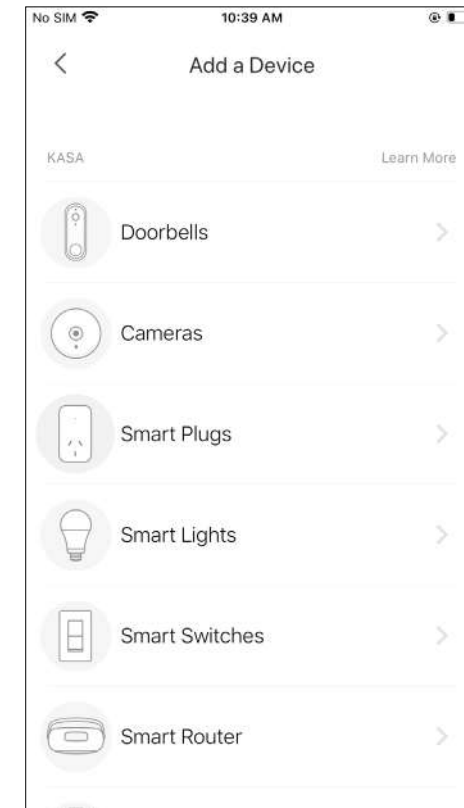 No SIM 10:39 AM
Add a Device
KASA Learn More
Doorbells
Cameras
Smart Plugs
Smart Lights
Smart Switches
Smart Router